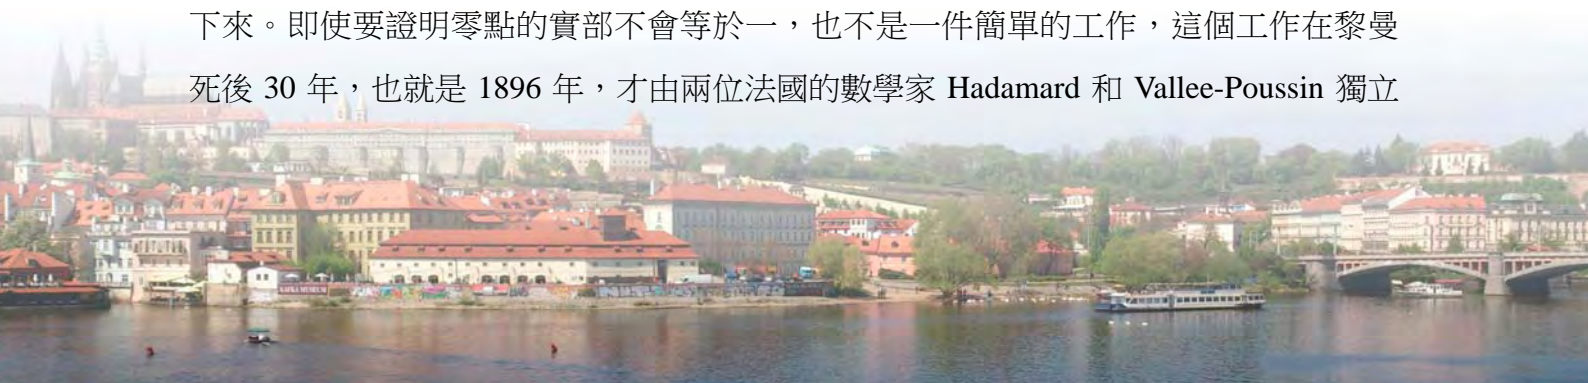 下來。即使要證明零點的實部不會等於一，也不是一件簡單的工作，這個工作在黎曼
死後 30 年，也就是 1896 年，才由兩位法國的數學家 Hadamard 和 Vallee-Poussin 獨立
KAFKA MUSEUM